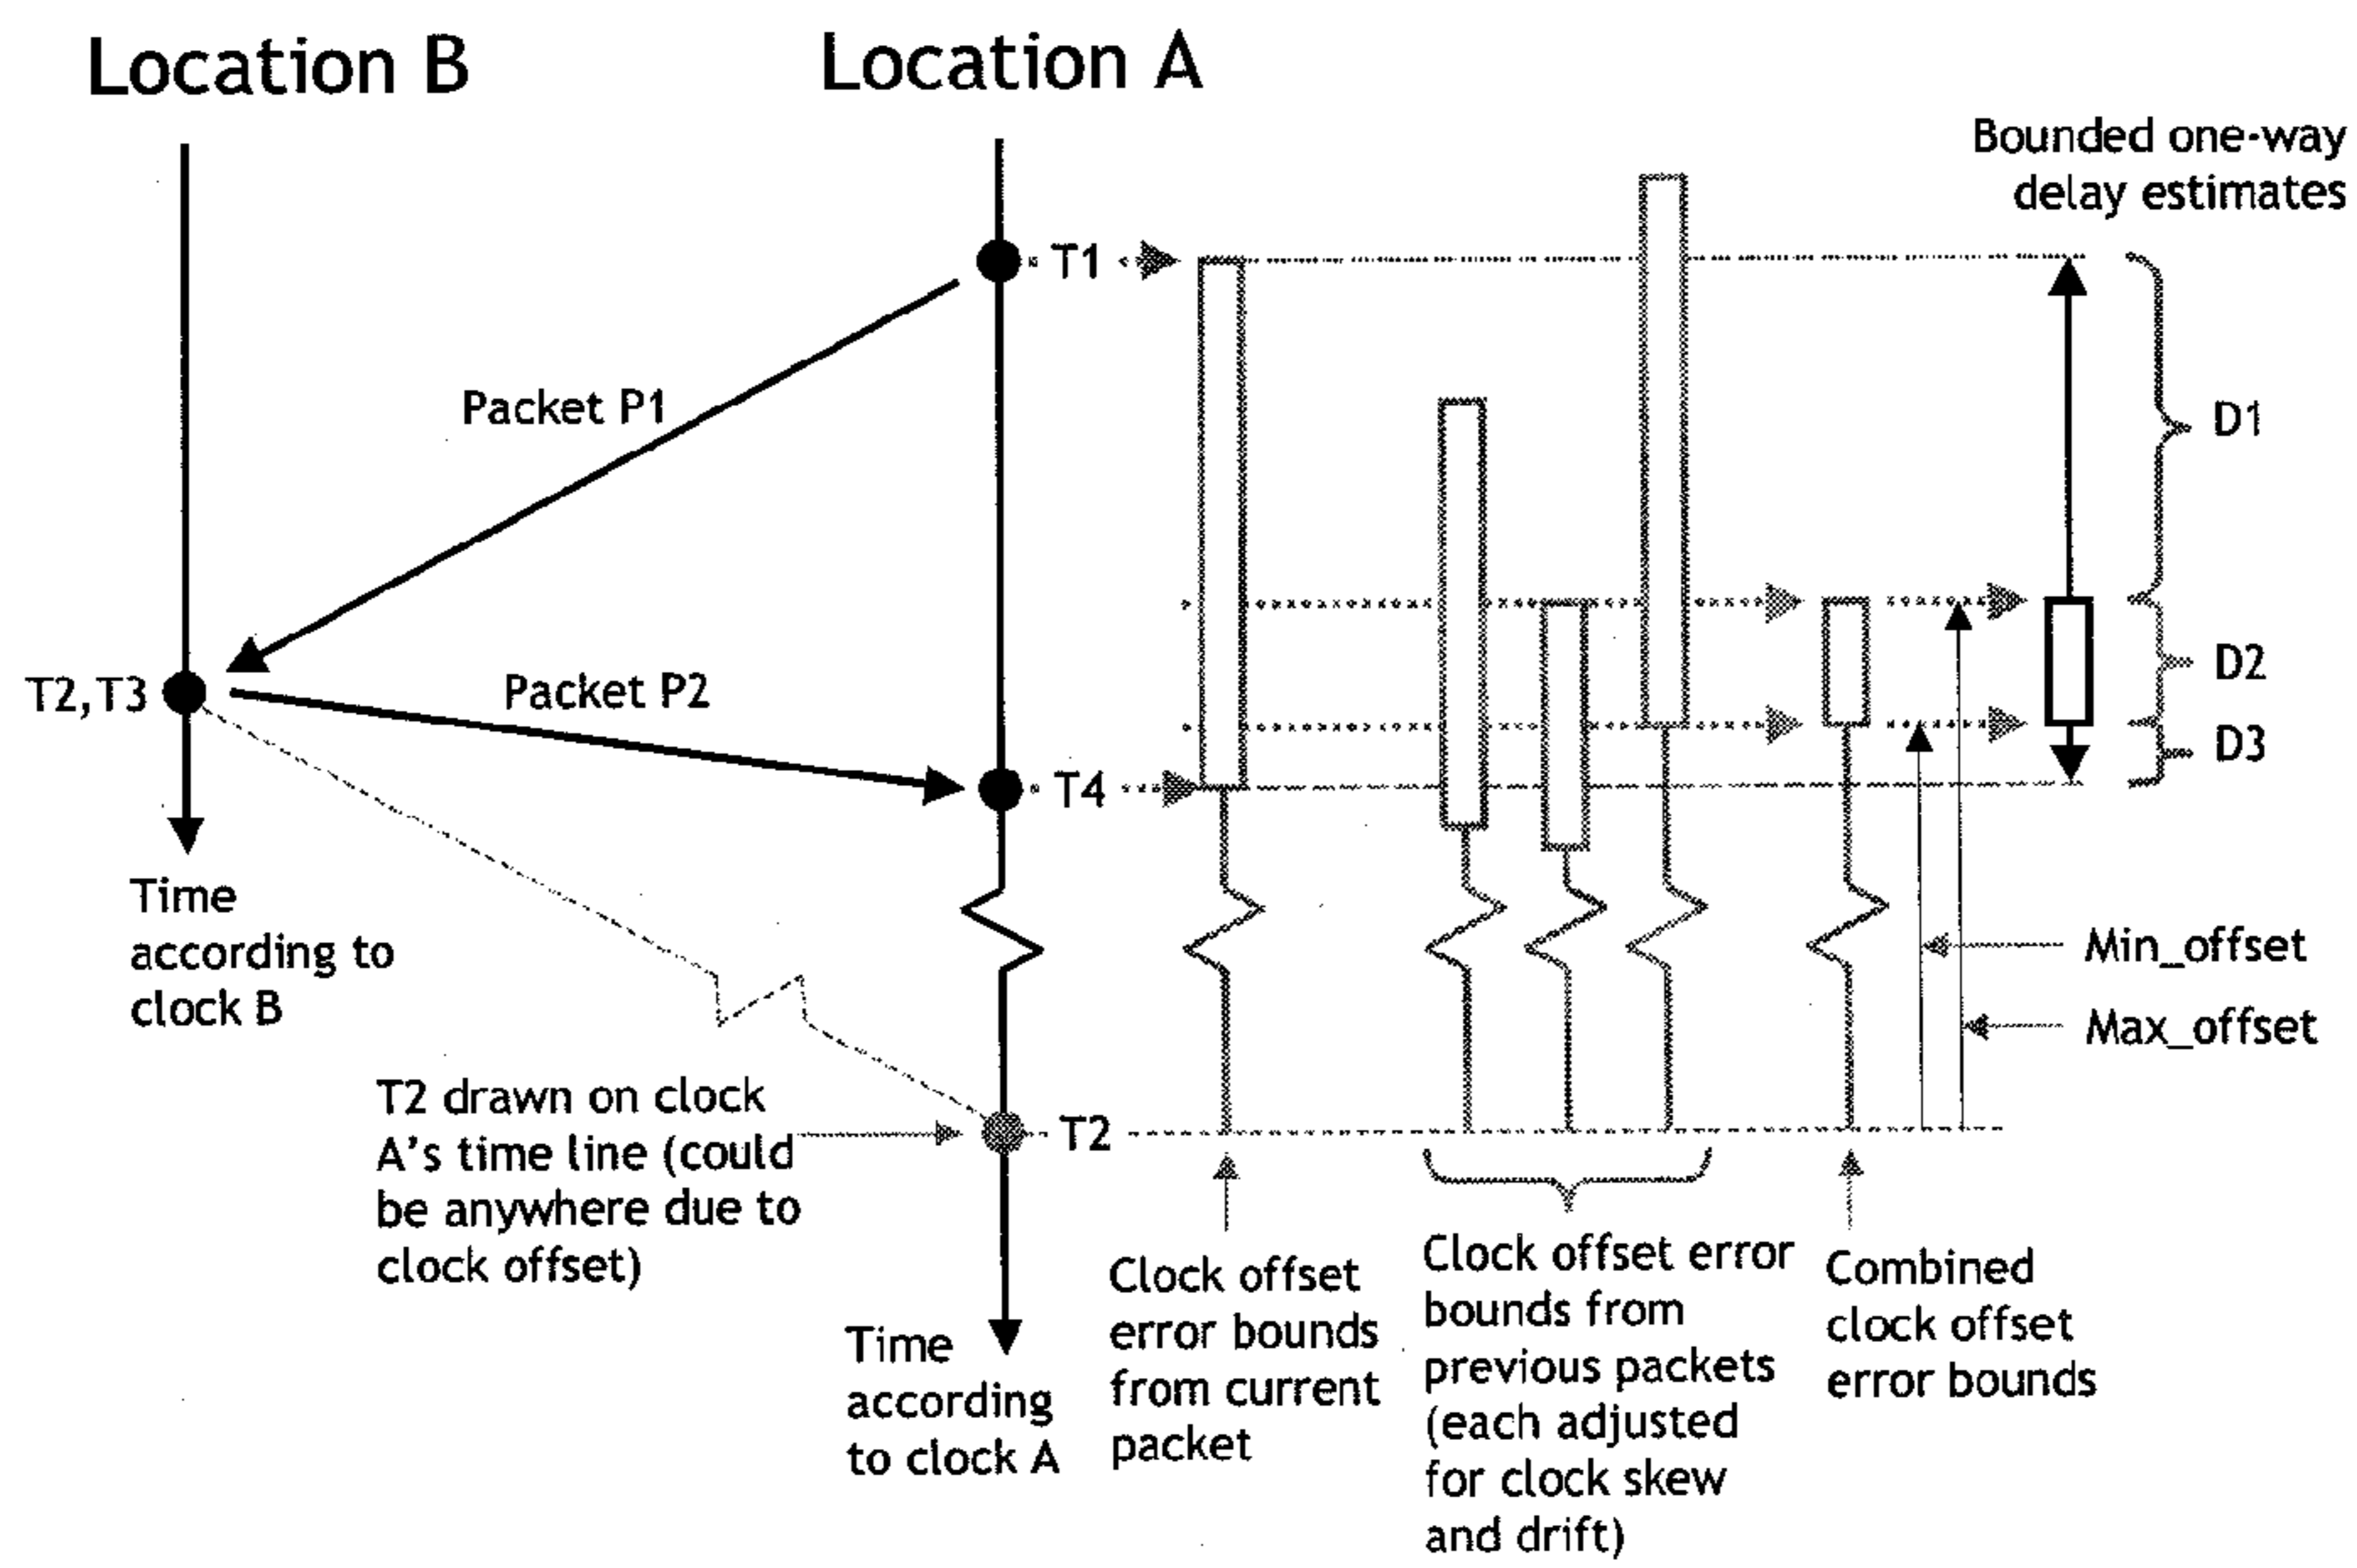 Location B
Location A
Bounded one-way
delay estimates
T1
Packet P1
D1
T2,T3
Packet P2
D2
D3
T4
Time
according to
clock B
Min_offset
Max_offset
T2 drawn on clock
A's time line (could
be anywhere due to
clock offset)
T2
Time
according
to clock A
Clock offset
error bounds
from current
packet
Clock offset error
bounds from
previous packets
(each adjusted
for clock skew
and drift)
Combined
clock offset
error bounds